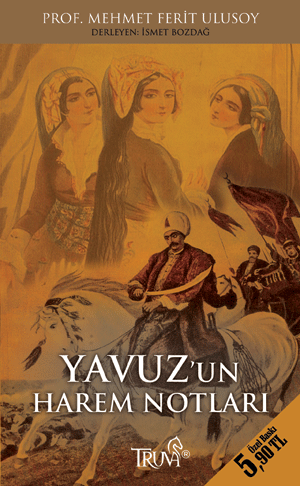 PROF. MEHMET FERİT ULUSOY
DERLEYEN: İSMET BOZDAĞ
YAVUZ'UN
HAREM NOTLARI
TRUVA®
Özel Baskı
5,90 TL